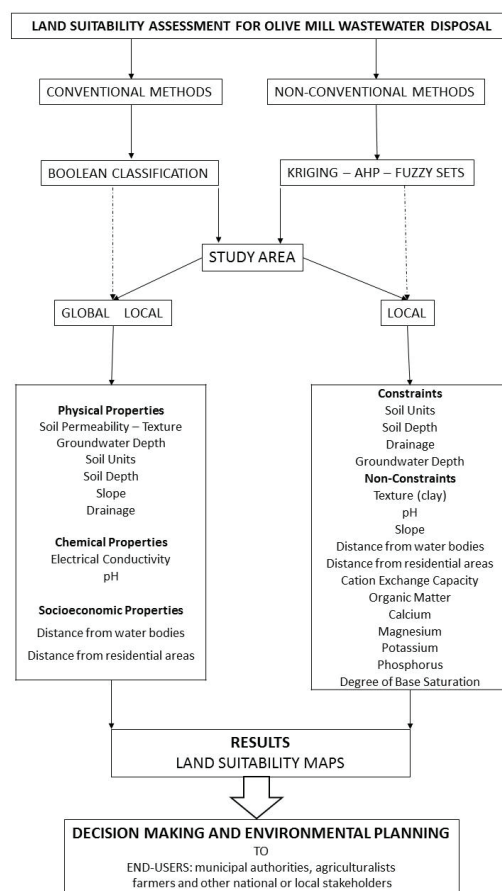 LAND SUITABILITY ASSESSMENT FOR OLIVE MILL WASTEWATER DISPOSAL
CONVENTIONAL METHODS
NON-CONVENTIONAL METHODS
BOOLEAN CLASSIFICATION
KRIGING – AHP – FUZZY SETS
STUDY AREA
GLOBAL LOCAL
LOCAL
Physical Properties
Soil Permeability – Texture
Groundwater Depth
Soil Units
Soil Depth
Slope
Drainage
Chemical Properties
Electrical Conductivity
pH
Socioeconomic Properties
Distance from water bodies
Distance from residential areas
Constraints
Soil Units
Soil Depth
Drainage
Groundwater Depth
Non-Constraints
Texture (clay)
pH
Slope
Distance from water bodies
Distance from residential areas
Cation Exchange Capacity
Organic Matter
Calcium
Magnesium
Potassium
Phosphorus
Degree of Base Saturation
RESULTS
LAND SUITABILITY MAPS
DECISION MAKING AND ENVIRONMENTAL PLANNING
TO
END-USERS: municipal authorities, agriculturalists
farmers and other national or local stakeholders